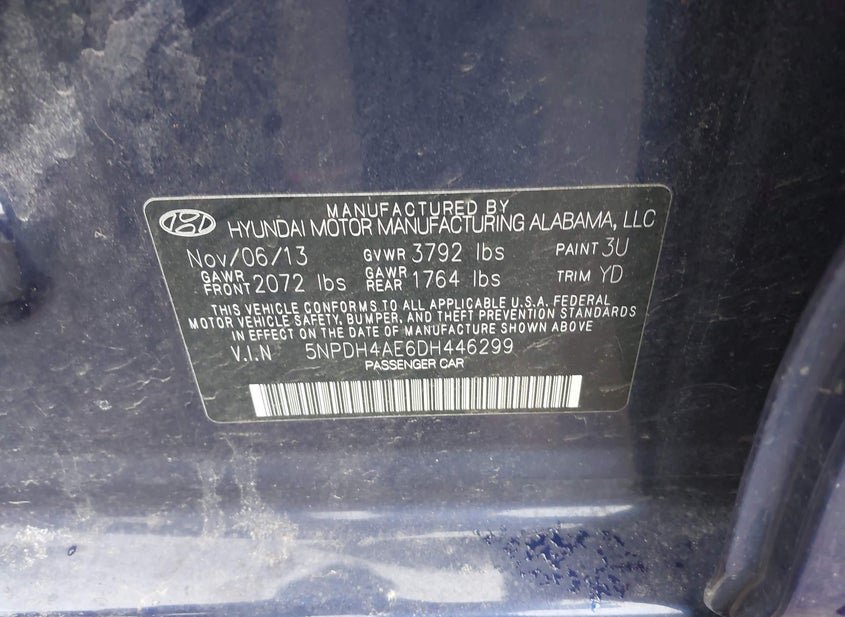 MANUFACTURED BY
HYUNDAI MOTOR MANUFACTURING ALABAMA, LLC
Nov/06/13 GVWR 3792 lbs PAINT 3U
GAWR FRONT 2072 lbs GAWR REAR 1764 lbs TRIM YD
THIS VEHICLE CONFORMS TO ALL APPLICABLE U.S.A. FEDERAL
MOTOR VEHICLE SAFETY, BUMPER, AND THEFT PREVENTION STANDARDS
IN EFFECT ON THE DATE OF MANUFACTURE SHOWN ABOVE
V.I.N 5NPDH4AE6DH446299
PASSENGER CAR